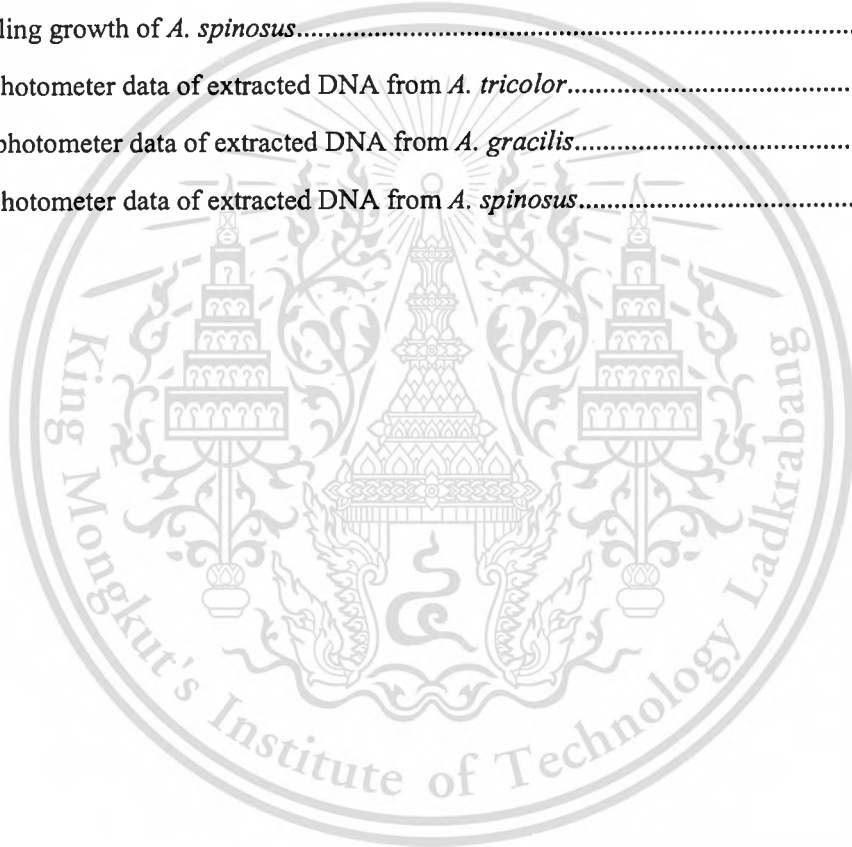 ling growth of A. spinosus........................................................................................................
hotometer data of extracted DNA from A. tricolor.................................................
photometer data of extracted DNA from A. gracilis................................................
hotometer data of extracted DNA from A. spinosus...............................................
King Mongkut's Institute of Technology Ladkrabang